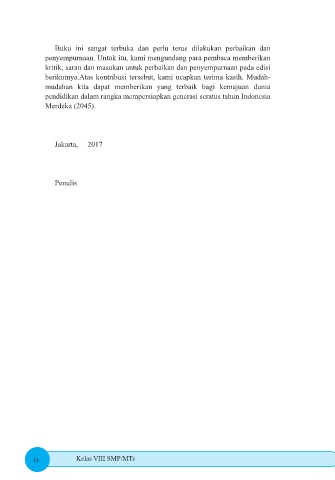 Buku ini sangat terbuka dan perlu terus dilakukan perbaikan dan
penyempurnaan. Untuk itu, kami mengundang para pembaca memberikan
kritik, saran dan masukan untuk perbaikan dan penyempurnaan pada edisi
berikutnya.Atas kontribusi tersebut, kami ucapkan terima kasih. Mudah-
mudahan kita dapat memberikan yang terbaik bagi kemajuan dunia
pendidikan dalam rangka mempersiapkan generasi seratus tahun Indonesia
Merdeka (2045).
Jakarta, 2017
Penulis
iv Kelas VIII SMP/MTs